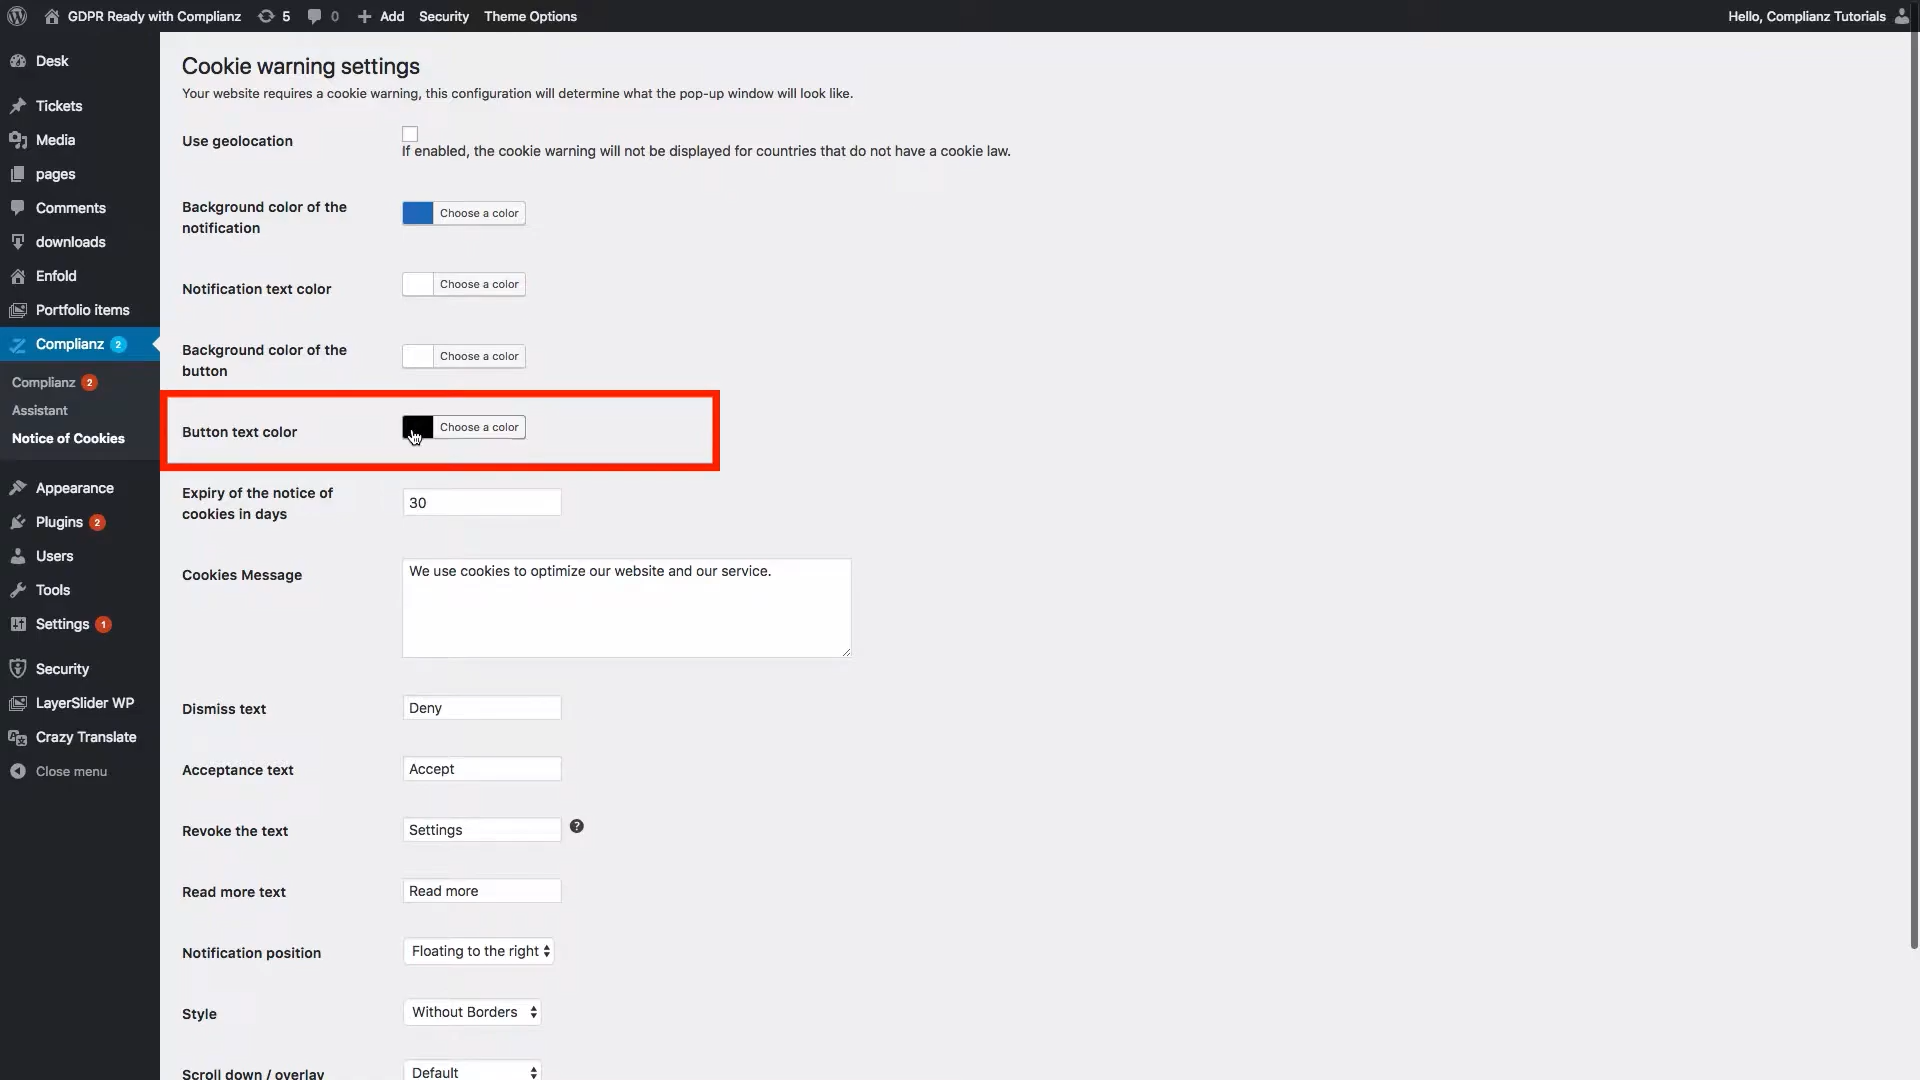 GDPR Ready with Complianz 5 0 Add Security Theme Options Hello, Complianz Tutorials
Desk
Tickets
Media
pages
Comments
downloads
Enfold
Portfolio items
Complianz 2
Complianz 2
Assistant
Notice of Cookies
Appearance
Plugins 2
Users
Tools
Settings 1
Security
LayerSlider WP
Crazy Translate
Close menu
Cookie warning settings
Your website requires a cookie warning, this configuration will determine what the pop-up window will look like.
Use geolocation
If enabled, the cookie warning will not be displayed for countries that do not have a cookie law.
Background color of the
notification
Choose a color
Notification text color
Choose a color
Background color of the
button
Choose a color
Button text color
Choose a color
Expiry of the notice of
cookies in days
30
Cookies Message
We use cookies to optimize our website and our service.
Dismiss text
Deny
Acceptance text
Accept
Revoke the text
Settings ?
Read more text
Read more
Notification position
Floating to the right
Style
Without Borders
Scroll down / overlay
Default